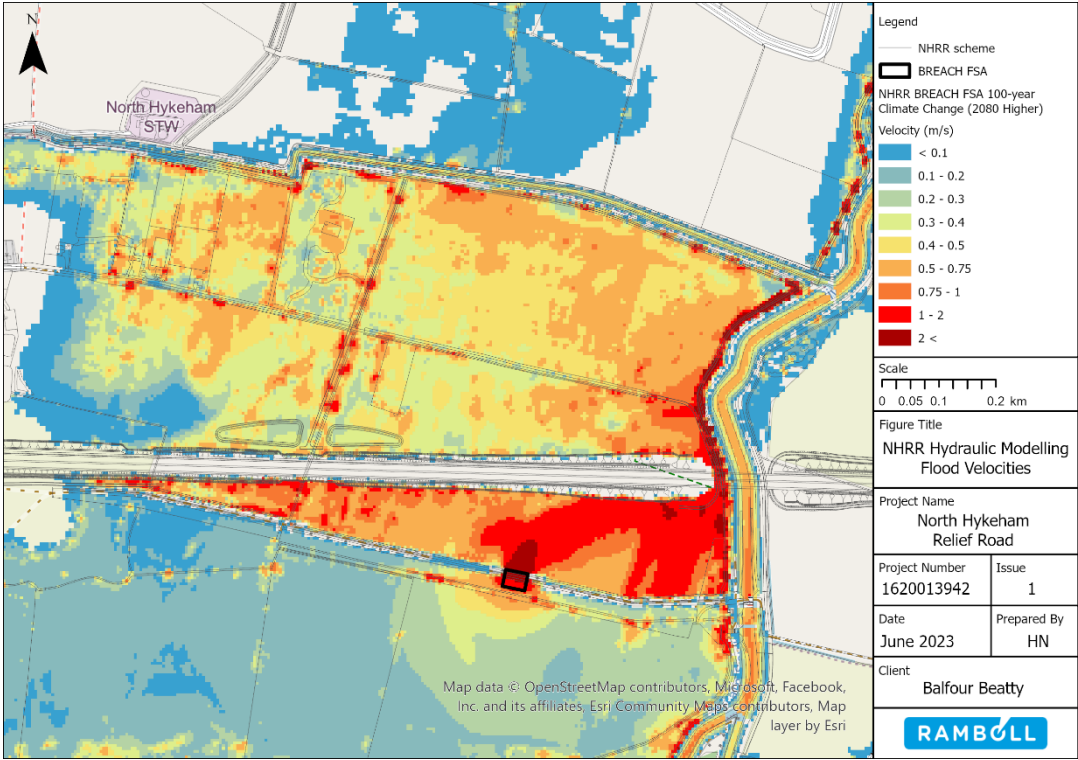 N
North Hykeham
STW
Map data © OpenStreetMap contributors, Microsoft, Facebook,
Inc. and its affiliates, Esri Community Maps contributors, Map
layer by Esri
Legend
NHRR scheme
BREACH FSA
NHRR BREACH FSA 100-year
Climate Change (2080 Higher)
Velocity (m/s)
< 0.1
0.1 - 0.2
0.2 - 0.3
0.3 - 0.4
0.4 - 0.5
0.5 - 0.75
0.75 - 1
1 - 2
2 <
Scale
0 0.05 0.1 0.2 km
Figure Title
NHRR Hydraulic Modelling
Flood Velocities
Project Name
North Hykeham
Relief Road
Project Number
1620013942
Issue
1
Date
June 2023
Prepared By
HN
Client
Balfour Beatty
RAMBOLL